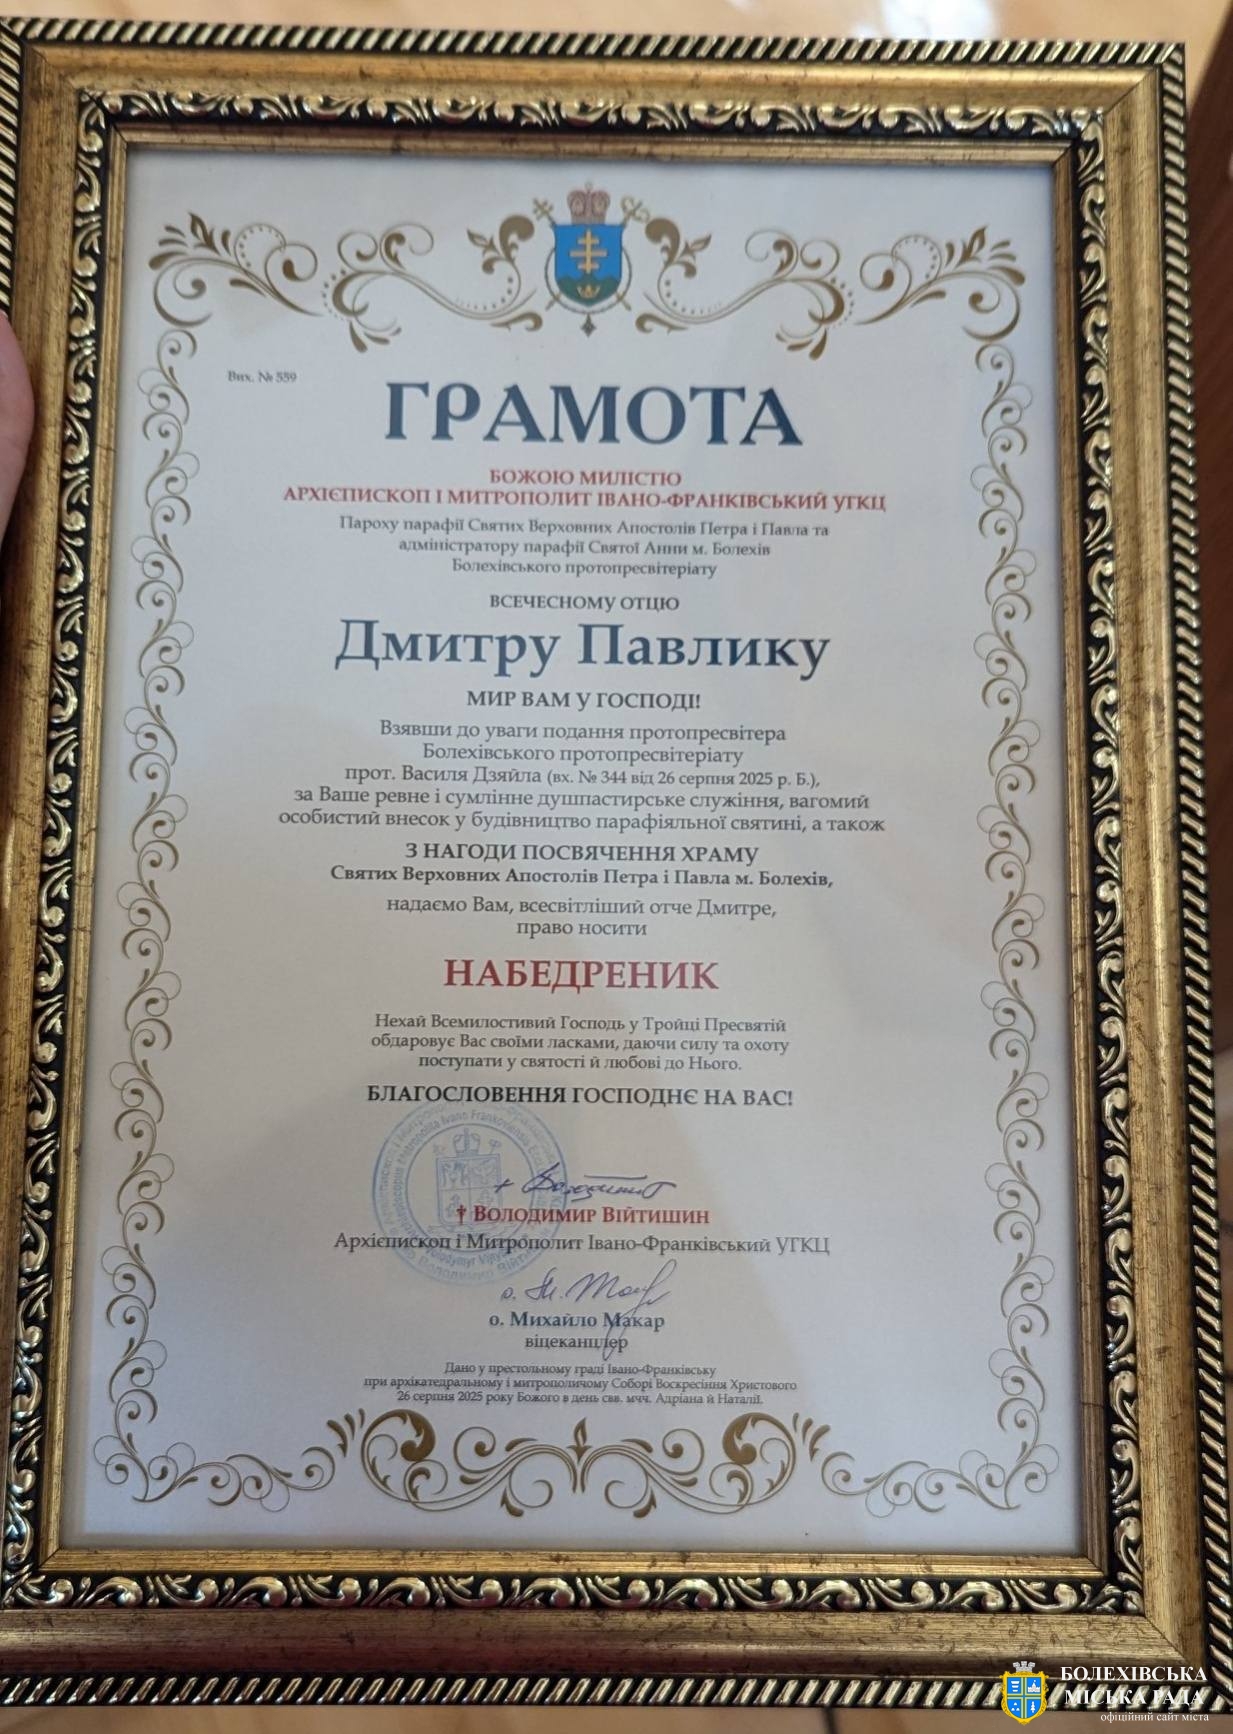 Вих. № 559
ГРАМОТА
БОЖОЮ МИЛІСТЮ
АРХІЄПИСКОП І МИТРОПОЛИТ ІВАНО-ФРАНКІВСЬКИЙ УГКЦ
Пароху парафії Святих Верховних Апостолів Петра і Павла та
адміністратору парафії Святої Анни м. Болехів
Болехівського протопресвітеріату
ВСЕЧЕСНОМУ ОТЦЮ
Дмитру Павлику
МИР ВАМ У ГОСПОДІ!
Взявши до уваги подання протопресвітера
Болехівського протопресвітеріату
прот. Василя Дзяйла (вх. № 344 від 26 серпня 2025 р. Б.),
за Ваше ревне і сумлінне душпастирське служіння, вагомий
особистий внесок у будівництво парафіяльної святині, а також
З НАГОДИ ПОСВЯЧЕННЯ ХРАМУ
Святих Верховних Апостолів Петра і Павла м. Болехів,
надаємо Вам, всесвітліший отче Дмитре,
право носити
НАБЕДРЕНИК
Нехай Всемилостивий Господь у Тройці Пресвятій
обдаровує Вас своїми ласками, даючи силу та охоту
поступати у святості й любові до Нього.
БЛАГОСЛОВЕННЯ ГОСПОДНЄ НА ВАС!
† ВОЛОДИМИР ВІЙТИШИН
Архієпископ і Митрополит Івано-Франківський УГКЦ
о. Михайло Макар
віцеканцлер
Дано у престольному граді Івано-Франківську
при архікатедральному і митрополичому Соборі Воскресіння Христового
26 серпня 2025 року Божого в день свв. мчч. Адріана й Наталії.
БОЛЕХІВСЬКА
МІСЬКА РАДА
офіційний сайт міста